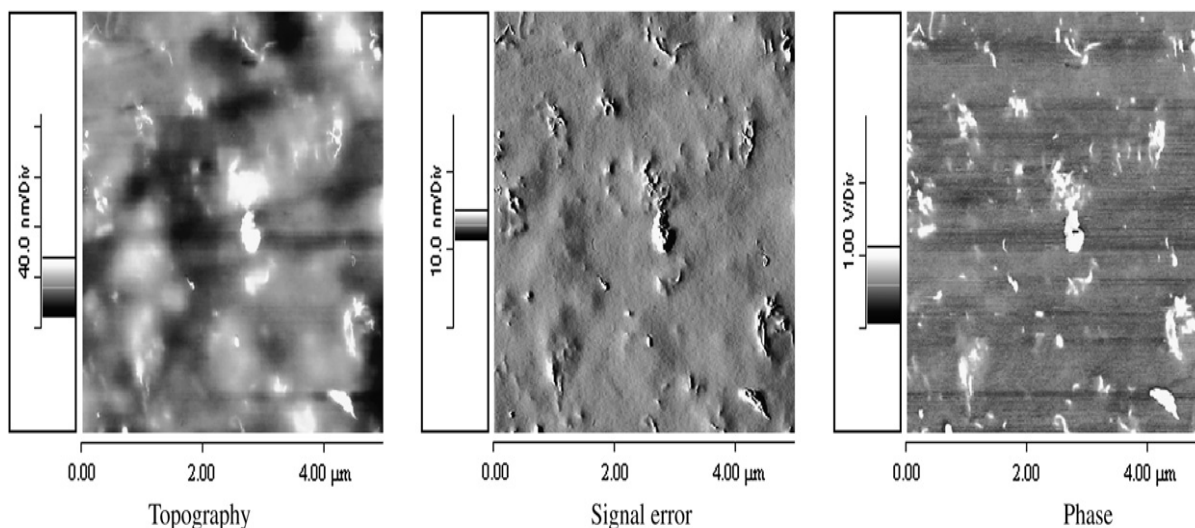 40.0 nm/Div
0.00 2.00 4.00 μm
Topography
10.0 nm/Div
0.00 2.00 4.00 μm
Signal error
1.00 V/Div
0.00 2.00 4.00 μm
Phase